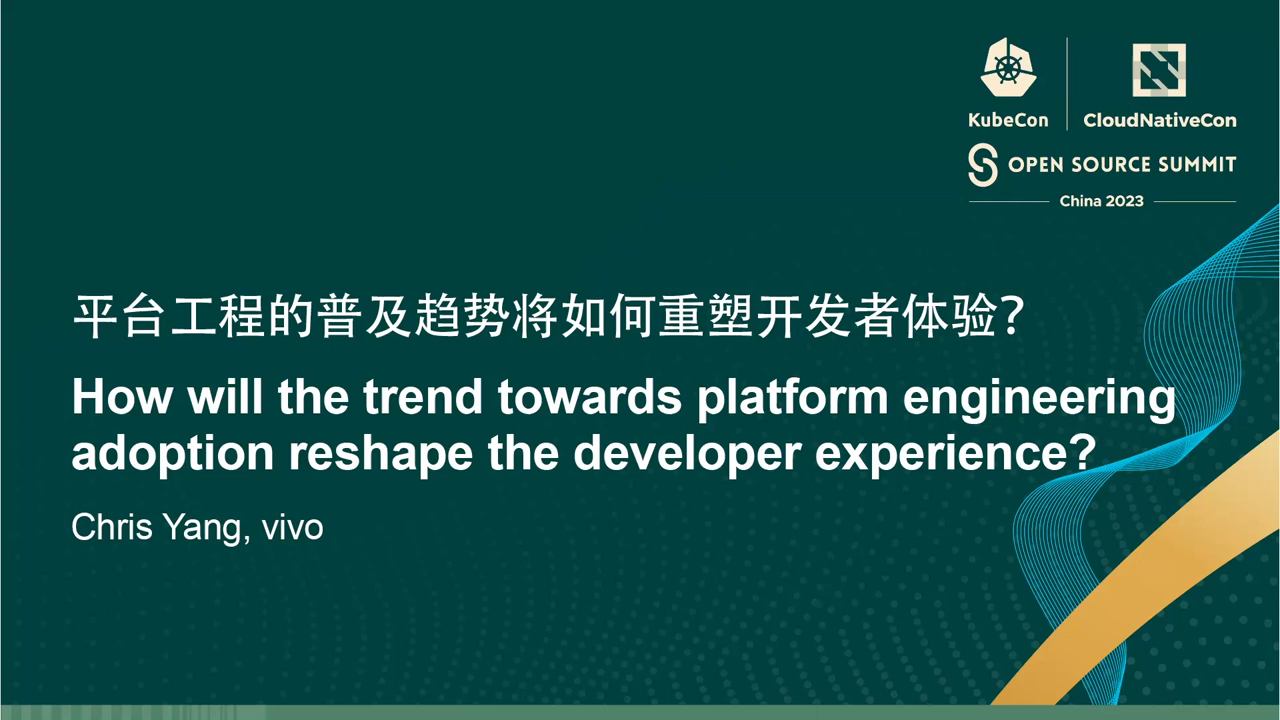 KubeCon
CloudNativeCon
OPEN SOURCE SUMMIT
China 2023
平台工程的普及趋势将如何重塑开发者体验?
How will the trend towards platform engineering
adoption reshape the developer experience?
Chris Yang, vivo